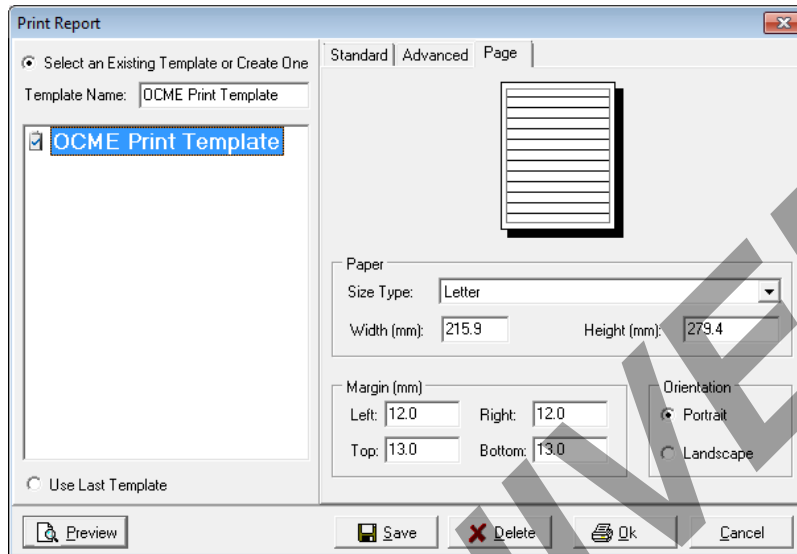 Print Report
Select an Existing Template or Create One
Template Name: OCME Print Template
OCME Print Template
Use Last Template
Preview
Standard Advanced Page
Paper
Size Type: Letter
Width (mm): 215.9 Height (mm): 279.4
Margin (mm)
Left: 12.0 Right: 12.0
Top: 13.0 Bottom: 13.0
Orientation
Portrait
Landscape
Save Delete Ok Cancel